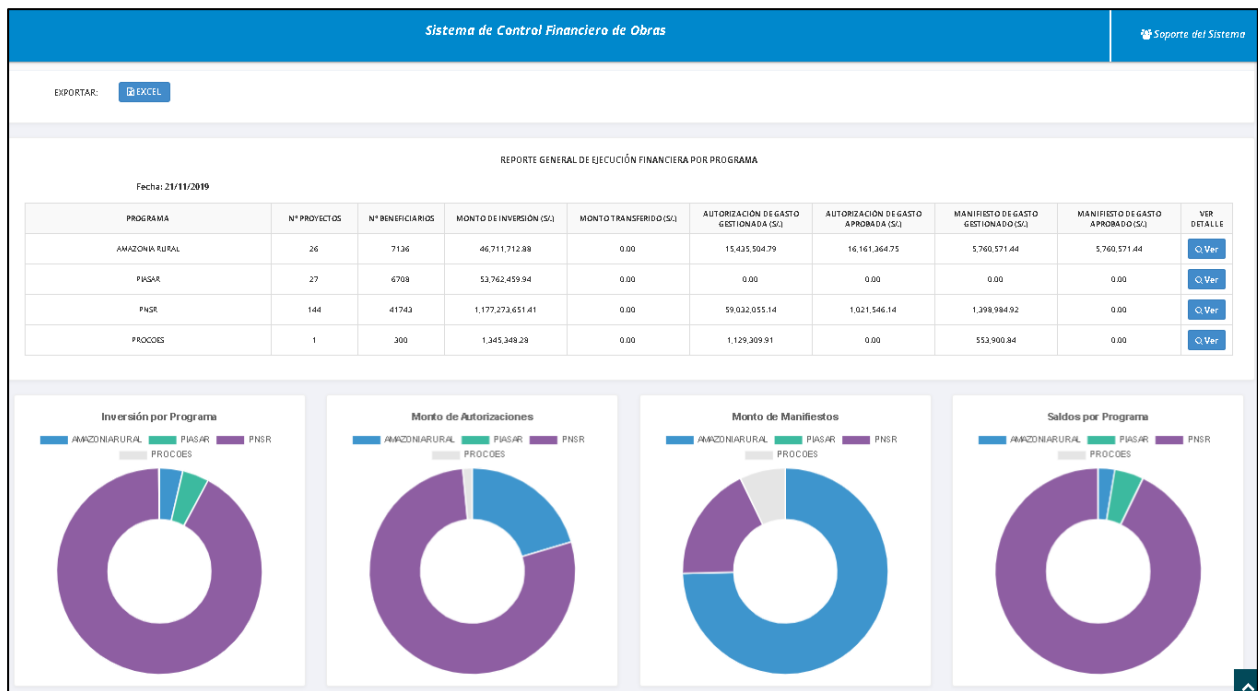 Sistema de Control Financiero de Obras
Soporte del Sistema
EXPORTAR: EXCEL
REPORTE GENERAL DE EJECUCIÓN FINANCIERA POR PROGRAMA
Fecha: 21/11/2019
PROGRAMA N° PROYECTOS N° BENEFICIARIOS MONTO DE INVERSIÓN (S/.) MONTO TRANSFERIDO (S/.) AUTORIZACIÓN DE GASTO GESTIONADA (S/.) AUTORIZACIÓN DE GASTO APROBADA (S/.) MANIFIESTO DE GASTO GESTIONADO (S/.) MANIFIESTO DE GASTO APROBADO (S/.) VER DETALLE
AMAZONIA RURAL 26 7136 46,711,712.88 0.00 15,435,504.79 16,161,364.75 5,760,571.44 5,760,571.44 Ver
PIASAR 27 6708 53,762,459.94 0.00 0.00 0.00 0.00 0.00 Ver
PNSR 144 41743 1,177,273,651.41 0.00 59,032,055.14 1,021,546.14 1,398,984.92 0.00 Ver
PROCOES 1 300 1,345,348.28 0.00 1,129,309.91 0.00 553,900.84 0.00 Ver
Inversión por Programa
AMAZONIARURAL PIASAR PNSR
PROCOES
Monto de Autorizaciones
AMAZONIARURAL PIASAR PNSR
PROCOES
Monto de Manifiestos
AMAZONIARURAL PIASAR PNSR
PROCOES
Saldos por Programa
AMAZONIARURAL PIASAR PNSR
PROCOES